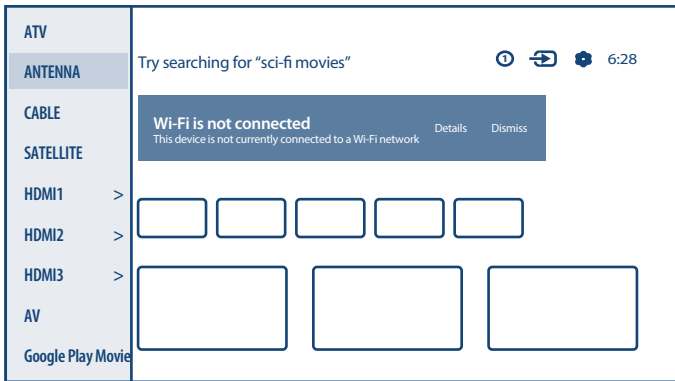 ATV
ANTENNA
CABLE
SATELLITE
HDMI1 >
HDMI2 >
HDMI3 >
AV
Google Play Movie
Try searching for “sci-fi movies”
1 6:28
Wi-Fi is not connected
This device is not currently connected to a Wi-Fi network
Details Dismiss